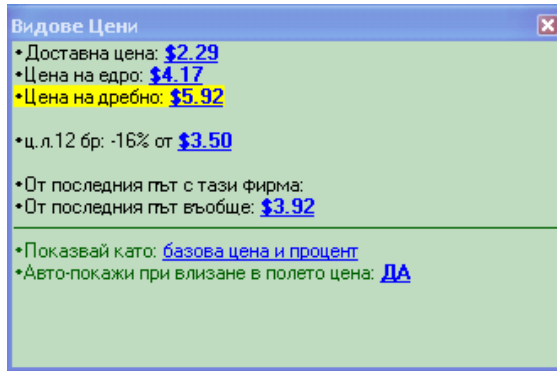 Видове Цени
•Доставна цена: $2.29
•Цена на едро: $4.17
•Цена на дребно: $5.92
•ц.л.12 бр: -16% от $3.50
•От последния път с тази фирма:
•От последния път въобще: $3.92
•Показвай като: базова цена и процент
•Авто-покажи при влизане в полето цена: ДА